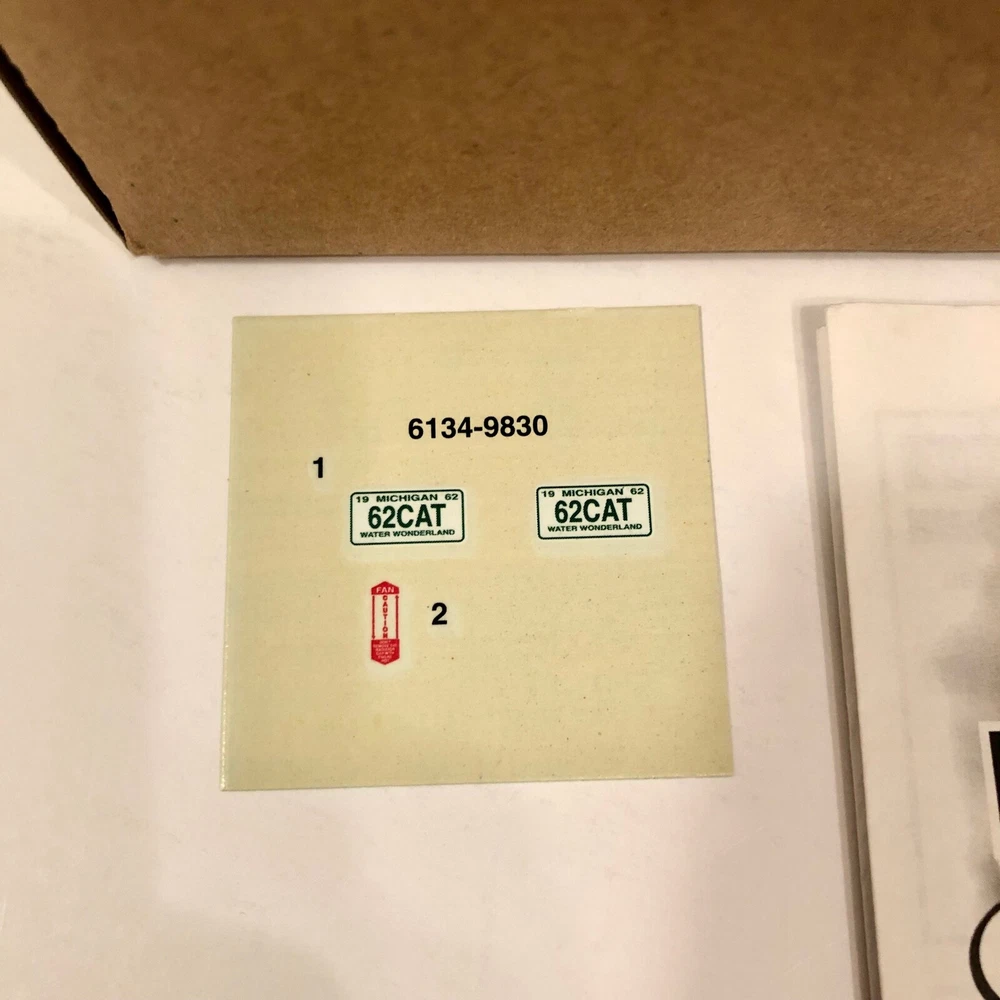 6134-9830
1
19 MICHIGAN 62
62CAT
WATER WONDERLAND
19 MICHIGAN 62
62CAT
WATER WONDERLAND
FAN
CAUTION
2